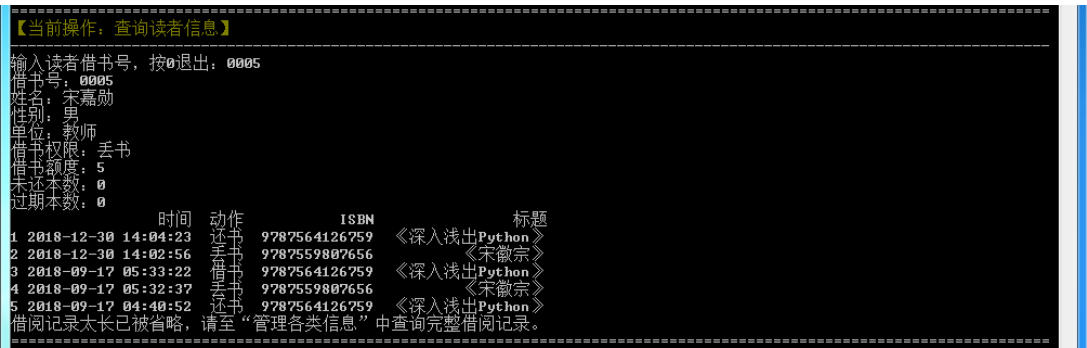 【当前操作：查询读者信息】
输入读者借书号，按0退出：0005
借书号：0005
姓名：宋嘉勋
性别：男
单位：教师
借书权限：丢书
借书额度：5
未还本数：0
过期本数：0
时间 动作 ISBN 标题
1 2018-12-30 14:04:23 还书 9787564126759 《深入浅出Python》
2 2018-12-30 14:02:56 丢书 9787559807656 《宋徽宗》
3 2018-09-17 05:33:22 借书 9787564126759 《深入浅出Python》
4 2018-09-17 05:32:37 丢书 9787559807656 《宋徽宗》
5 2018-09-17 04:40:52 还书 9787564126759 《深入浅出Python》
借阅记录太长已被省略，请至“管理各类信息”中查询完整借阅记录。